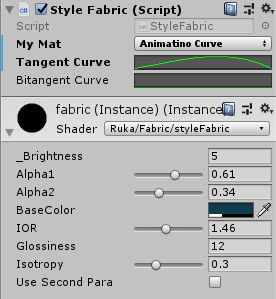 Style Fabric (Script)
Script StyleFabric
My Mat Animatino Curve
Tangent Curve
Bitangent Curve
fabric (Instance) (Instance)
Shader Ruka/Fabric/styleFabric
_Brightness 5
Alpha1 0.61
Alpha2 0.34
BaseColor
IOR 1.46
Glossiness 12
Isotropy 0.3
Use Second Para